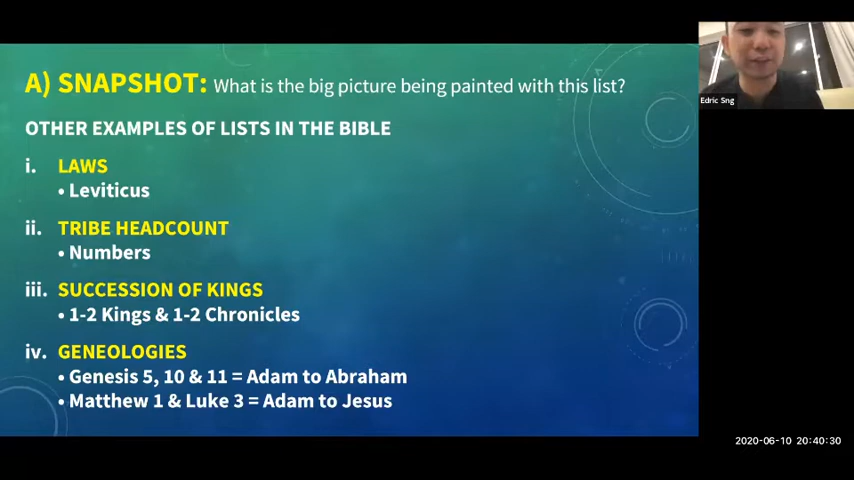 A) SNAPSHOT: What is the big picture being painted with this list?
OTHER EXAMPLES OF LISTS IN THE BIBLE
i. LAWS
• Leviticus
ii. TRIBE HEADCOUNT
• Numbers
iii. SUCCESSION OF KINGS
• 1-2 Kings & 1-2 Chronicles
iv. GENEOLOGIES
• Genesis 5, 10 & 11 = Adam to Abraham
• Matthew 1 & Luke 3 = Adam to Jesus
Edric Sng
2020-06-10 20:40:30